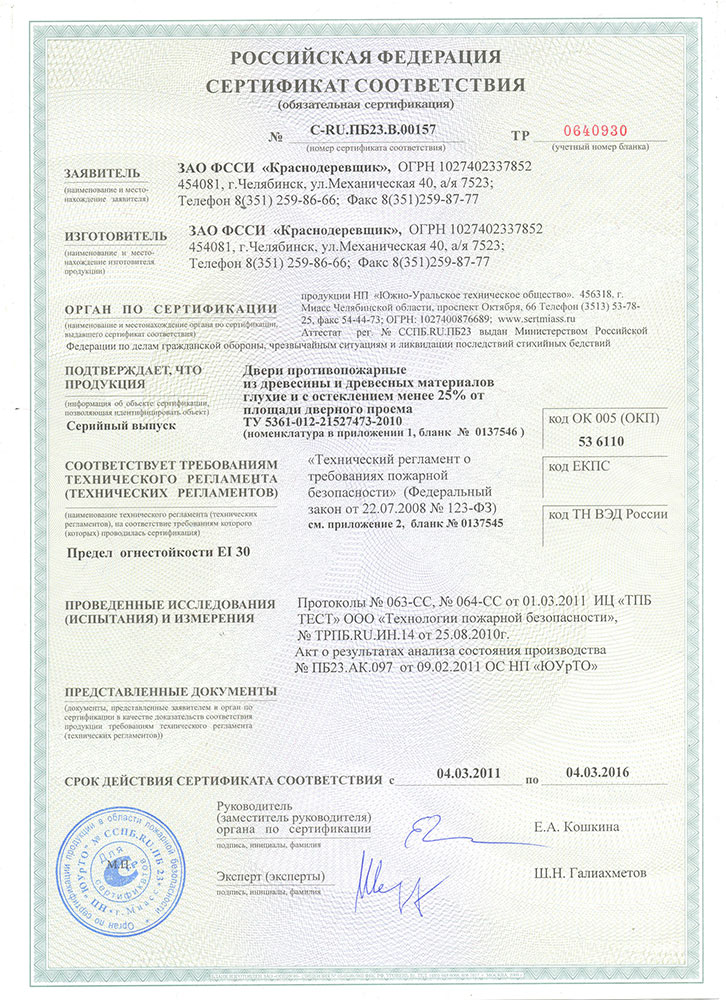 РОССИЙСКАЯ ФЕДЕРАЦИЯ
СЕРТИФИКАТ СООТВЕТСТВИЯ
(обязательная сертификация)
№ C-RU.ПБ23.В.00157 ТР 0640930
(номер сертификата соответствия) (учетный номер бланка)
ЗАЯВИТЕЛЬ
(наименование и место-
нахождение заявителя)
ЗАО ФССИ «Краснодеревщик», ОГРН 1027402337852
454081, г.Челябинск, ул.Механическая 40, а/я 7523;
Телефон 8(351) 259-86-66; Факс 8(351)259-87-77
ИЗГОТОВИТЕЛЬ
(наименование и место-
нахождение изготовителя
продукции)
ЗАО ФССИ «Краснодеревщик», ОГРН 1027402337852
454081, г.Челябинск, ул.Механическая 40, а/я 7523;
Телефон 8(351) 259-86-66; Факс 8(351)259-87-77
ОРГАН ПО СЕРТИФИКАЦИИ
(наименование и местонахождение органа по сертификации,
выдавшего сертификат соответствия)
продукции НП «Южно-Уральское техническое общество». 456318, г.
Миасс Челябинской области, проспект Октября, 66 Телефон (3513) 53-78-
25, факс 54-44-73; ОГРН: 1027400876689; www.sertmiass.ru
Аттестат рег. № ССПБ.RU.ПБ23 выдан Министерством Российской
Федерации по делам гражданской обороны, чрезвычайным ситуациям и ликвидации последствий стихийных бедствий
ПОДТВЕРЖДАЕТ, ЧТО
ПРОДУКЦИЯ
(информация об объекте сертификации,
позволяющая идентифицировать объект)
Серийный выпуск
Двери противопожарные
из древесины и древесных материалов
глухие и с остеклением менее 25% от
площади дверного проема
ТУ 5361-012-21527473-2010
(номенклатура в приложении 1, бланк № 0137546 )
код ОК 005 (ОКП)
53 6110
код ЕКПС
код ТН ВЭД России
СООТВЕТСТВУЕТ ТРЕБОВАНИЯМ
ТЕХНИЧЕСКОГО РЕГЛАМЕНТА
(ТЕХНИЧЕСКИХ РЕГЛАМЕНТОВ)
(наименование технического регламента (технических
регламентов), на соответствие требованиям которого
(которых) проводилась сертификация)
Предел огнестойкости EI 30
«Технический регламент о
требованиях пожарной
безопасности» (Федеральный
закон от 22.07.2008 № 123-ФЗ)
см. приложение 2, бланк № 0137545
ПРОВЕДЕННЫЕ ИССЛЕДОВАНИЯ
(ИСПЫТАНИЯ) И ИЗМЕРЕНИЯ
Протоколы № 063-СС, № 064-СС от 01.03.2011 ИЦ «ТПБ
ТЕСТ» ООО «Технологии пожарной безопасности»,
№ ТРПБ.RU.ИН.14 от 25.08.2010г.
Акт о результатах анализа состояния производства
№ ПБ23.АК.097 от 09.02.2011 ОС НП «ЮУрТО»
ПРЕДСТАВЛЕННЫЕ ДОКУМЕНТЫ
(документы, представленные заявителем в орган по
сертификации в качестве доказательств соответствия
продукции требованиям технического регламента
(технических регламентов))
СРОК ДЕЙСТВИЯ СЕРТИФИКАТА СООТВЕТСТВИЯ с 04.03.2011 по 04.03.2016
Руководитель
(заместитель руководителя)
органа по сертификации
подпись, инициалы, фамилия
Е.А. Кошкина
Эксперт (эксперты)
подпись, инициалы, фамилия
Ш.Н. Галиахметов
М.П.
Орган по сертификации продукции в области пожарной безопасности
НП "ЮУРТО" № ССПБ.RU.ПБ 23
г. Миасс
Для сертификатов